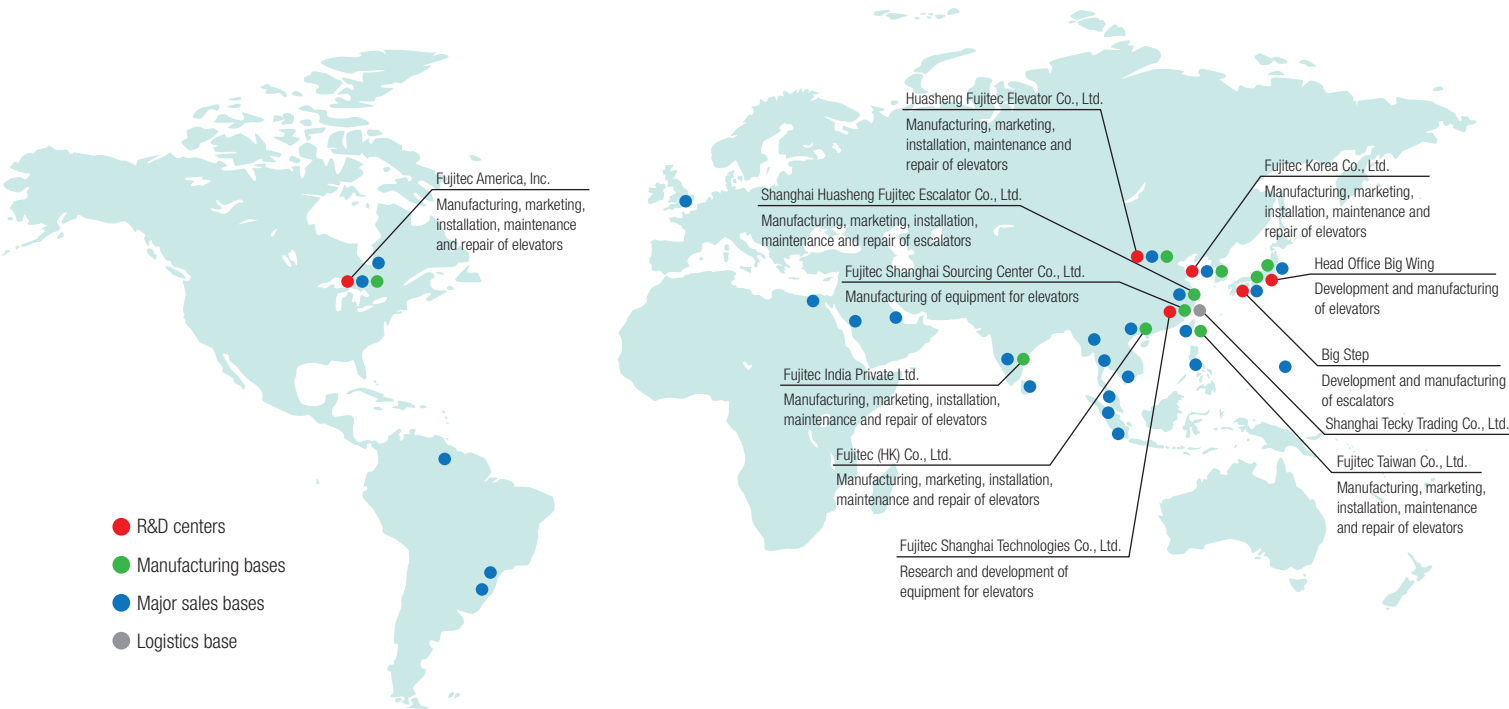 Fujitec America, Inc.
Manufacturing, marketing,
installation, maintenance
and repair of elevators
R&D centers
Manufacturing bases
Major sales bases
Logistics base
Huasheng Fujitec Elevator Co., Ltd.
Manufacturing, marketing,
installation, maintenance and
repair of elevators
Shanghai Huasheng Fujitec Escalator Co., Ltd.
Manufacturing, marketing, installation,
maintenance and repair of escalators
Fujitec Shanghai Sourcing Center Co., Ltd.
Manufacturing of equipment for elevators
Fujitec India Private Ltd.
Manufacturing, marketing, installation,
maintenance and repair of elevators
Fujitec (HK) Co., Ltd.
Manufacturing, marketing, installation,
maintenance and repair of elevators
Fujitec Shanghai Technologies Co., Ltd.
Research and development of
equipment for elevators
Fujitec Korea Co., Ltd.
Manufacturing, marketing,
installation, maintenance and
repair of elevators
Head Office Big Wing
Development and manufacturing
of elevators
Big Step
Development and manufacturing
of escalators
Shanghai Tecky Trading Co., Ltd.
Fujitec Taiwan Co., Ltd.
Manufacturing, marketing,
installation, maintenance
and repair of elevators